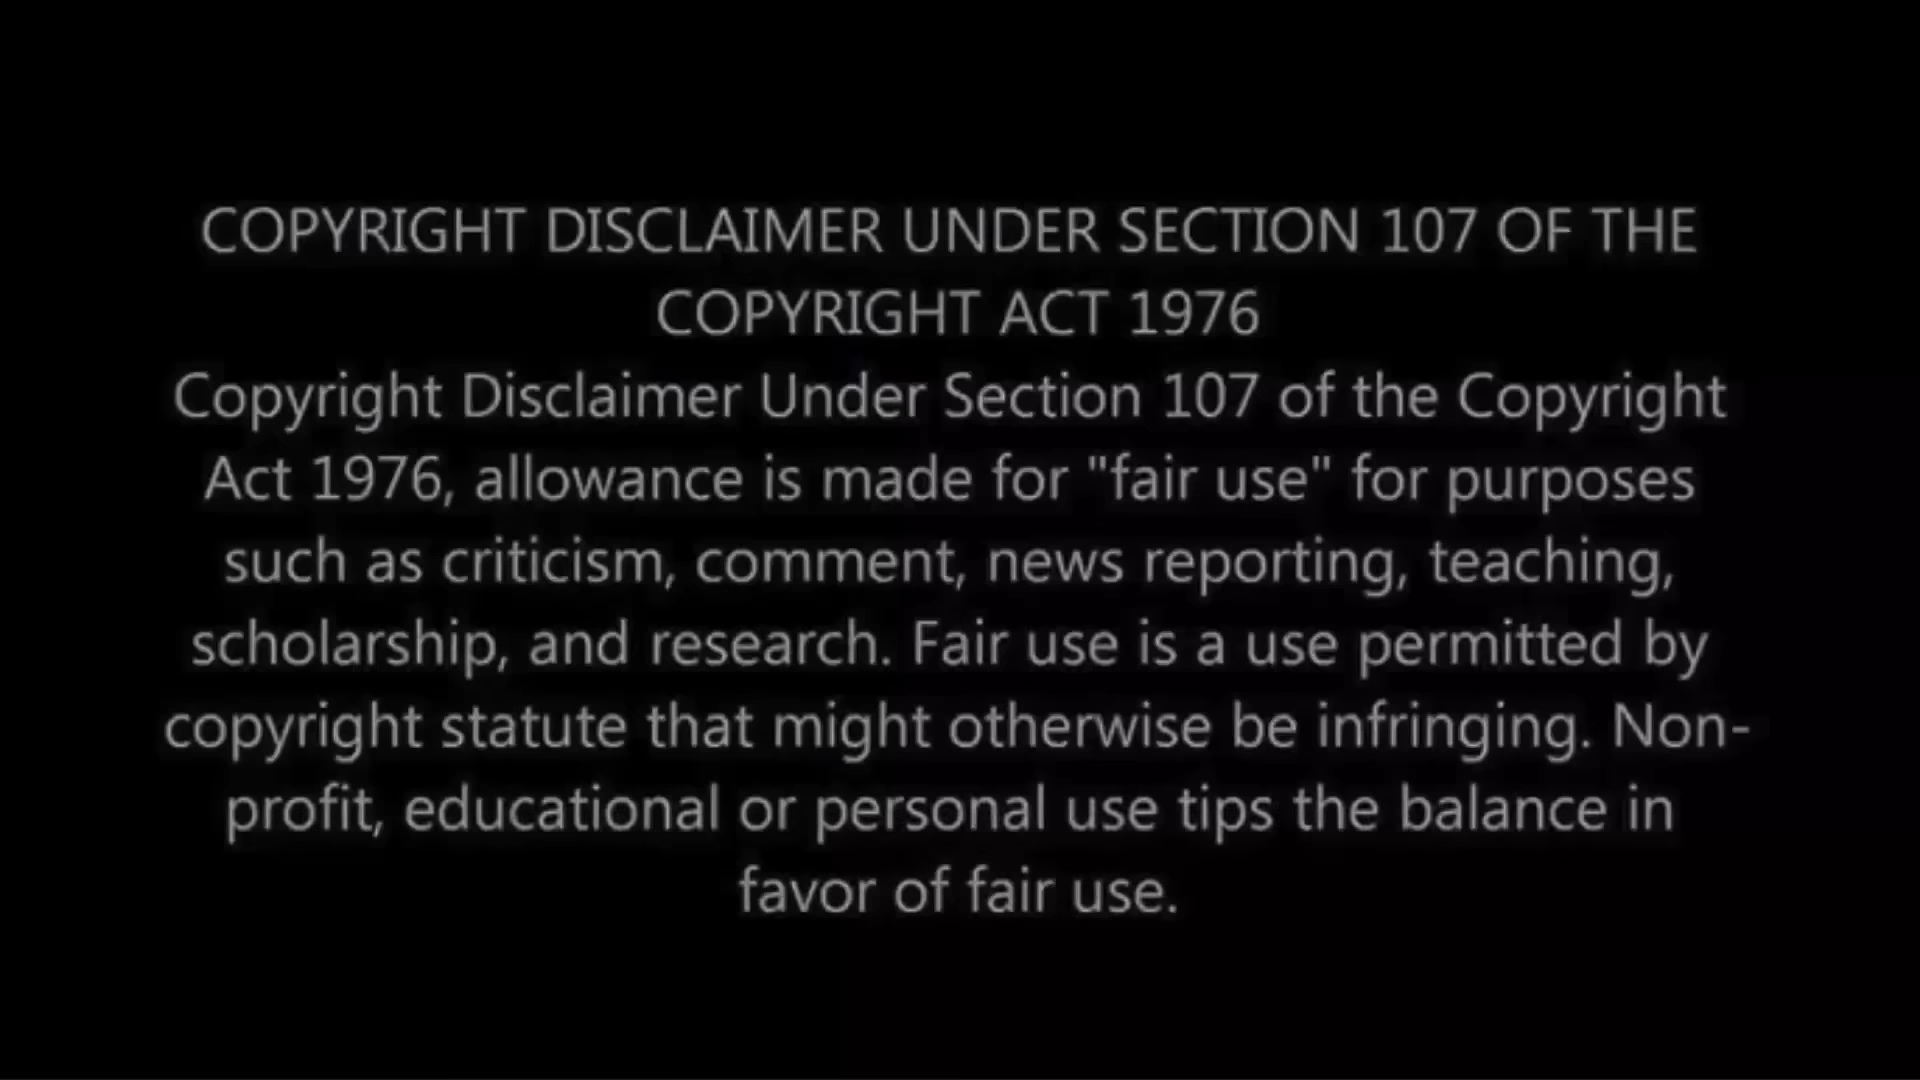 COPYRIGHT DISCLAIMER UNDER SECTION 107 OF THE
COPYRIGHT ACT 1976
Copyright Disclaimer Under Section 107 of the Copyright
Act 1976, allowance is made for "fair use" for purposes
such as criticism, comment, news reporting, teaching,
scholarship, and research. Fair use is a use permitted by
copyright statute that might otherwise be infringing. Non-
profit, educational or personal use tips the balance in
favor of fair use.